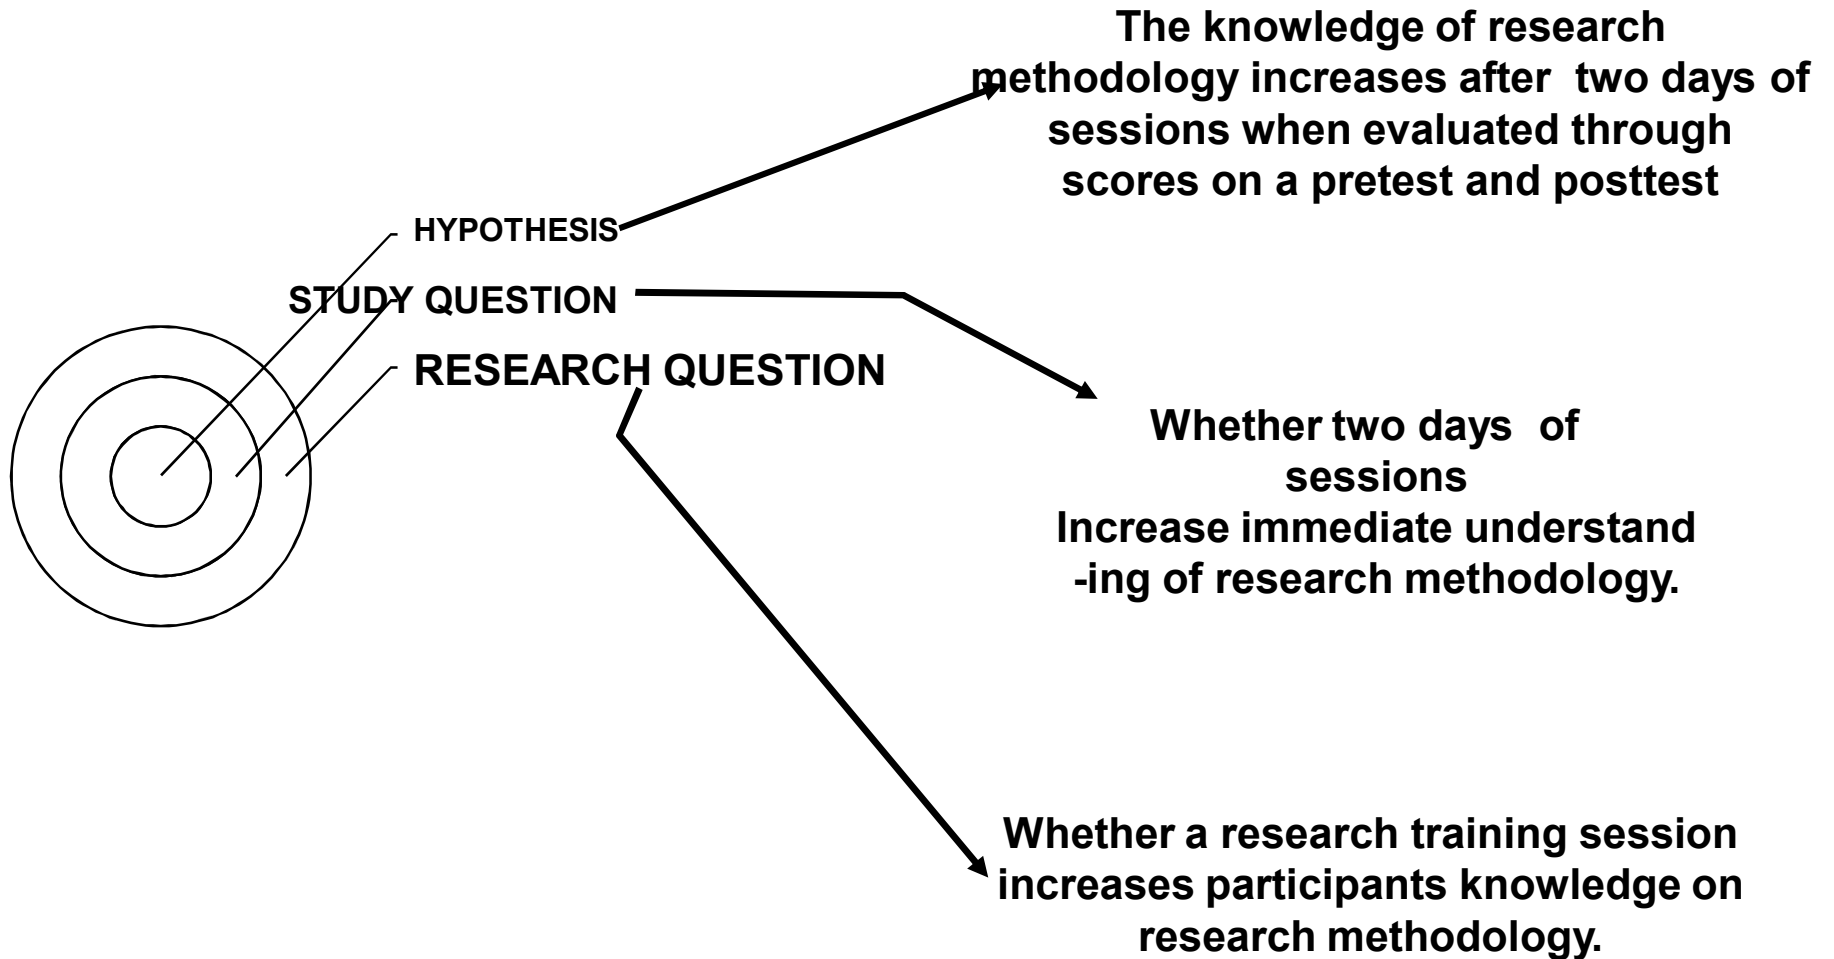 The knowledge of research
methodology increases after two days of
sessions when evaluated through
scores on a pretest and posttest
HYPOTHESIS
STUDY QUESTION
RESEARCH QUESTION
Whether two days of
sessions
Increase immediate understand
-ing of research methodology.
Whether a research training session
increases participants knowledge on
research methodology.